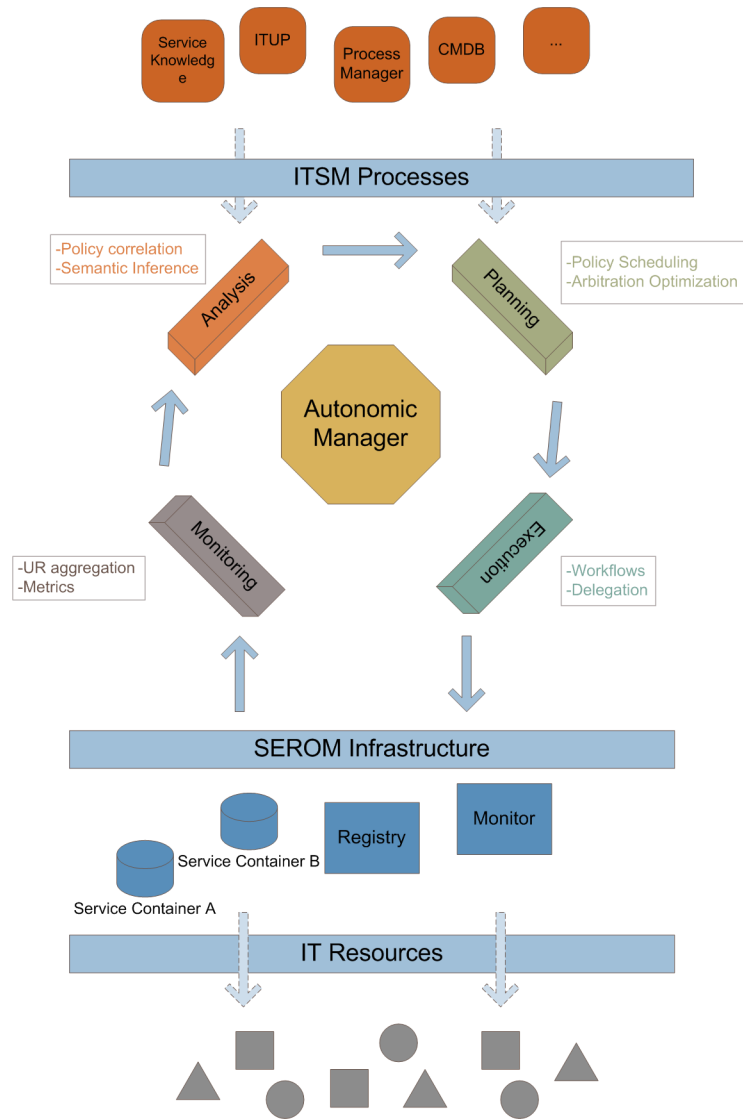 Service
Knowledg
e
ITUP
Process
Manager
CMDB
...
ITSM Processes
-Policy correlation
-Semantic Inference
Analysis
Planning
-Policy Scheduling
-Arbitration Optimization
Autonomic
Manager
Monitoring
Execution
-UR aggregation
-Metrics
-Workflows
-Delegation
SEROM Infrastructure
Registry
Monitor
Service Container B
Service Container A
IT Resources